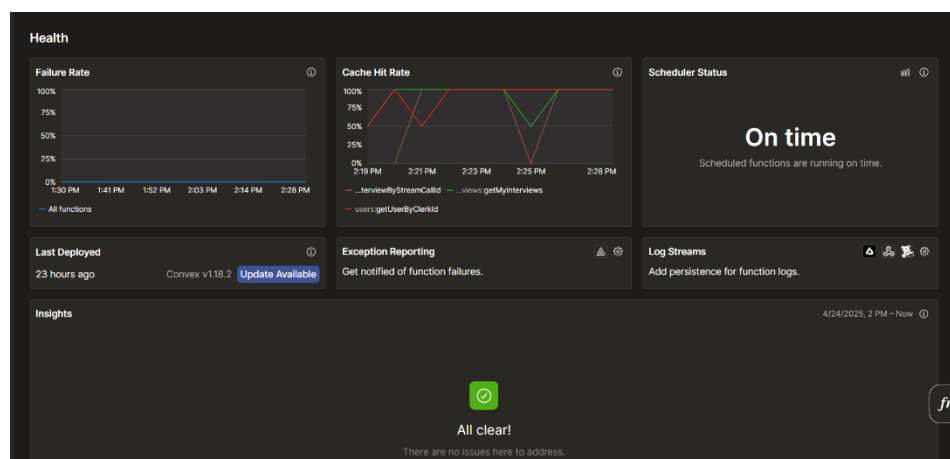 Health
Failure Rate
100%
75%
50%
25%
0%
1:30 PM 1:41 PM 1:52 PM 2:03 PM 2:14 PM 2:28 PM
All functions
Cache Hit Rate
100%
75%
50%
25%
0%
2:19 PM 2:21 PM 2:23 PM 2:25 PM 2:28 PM
...terviewByStreamCallId ...views:getMyInterviews
users:getUserByClerkId
Scheduler Status
On time
Scheduled functions are running on time.
Last Deployed
23 hours ago Convex v1.18.2 Update Available
Exception Reporting
Get notified of function failures.
Log Streams
Add persistence for function logs.
Insights 4/24/2025, 2 PM – Now
All clear!
There are no issues here to address.